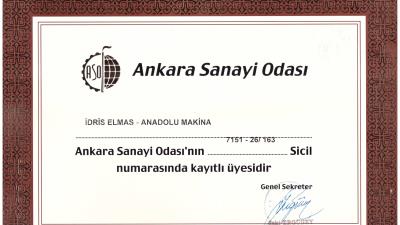 ASO
Ankara Sanayi Odası
İDRİS ELMAS - ANADOLU MAKİNA
7151 - 26/ 163
Ankara Sanayi Odası'nın Sicil
numarasında kayıtlı üyesidir
Genel Sekreter